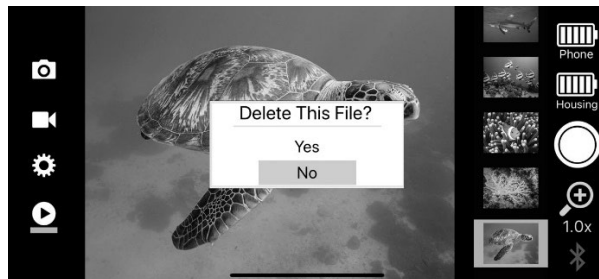 Delete This File?
Yes
No
Phone
Housing
1.0x